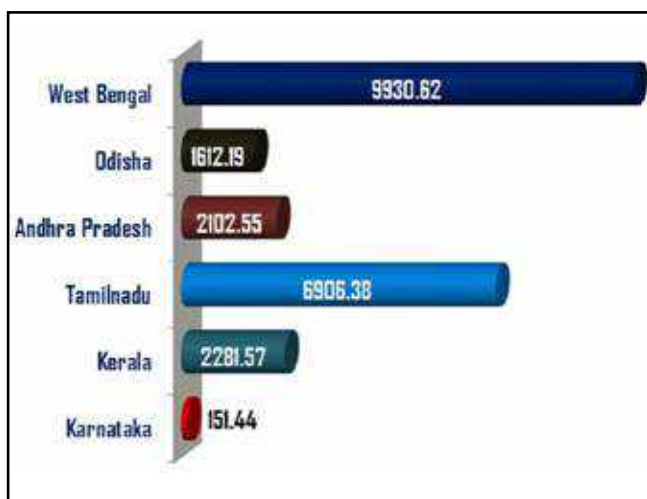 West Bengal 9930.62
Odisha 1612.19
Andhra Pradesh 2102.55
Tamilnadu 6906.38
Kerala 2281.57
Karnataka 151.44